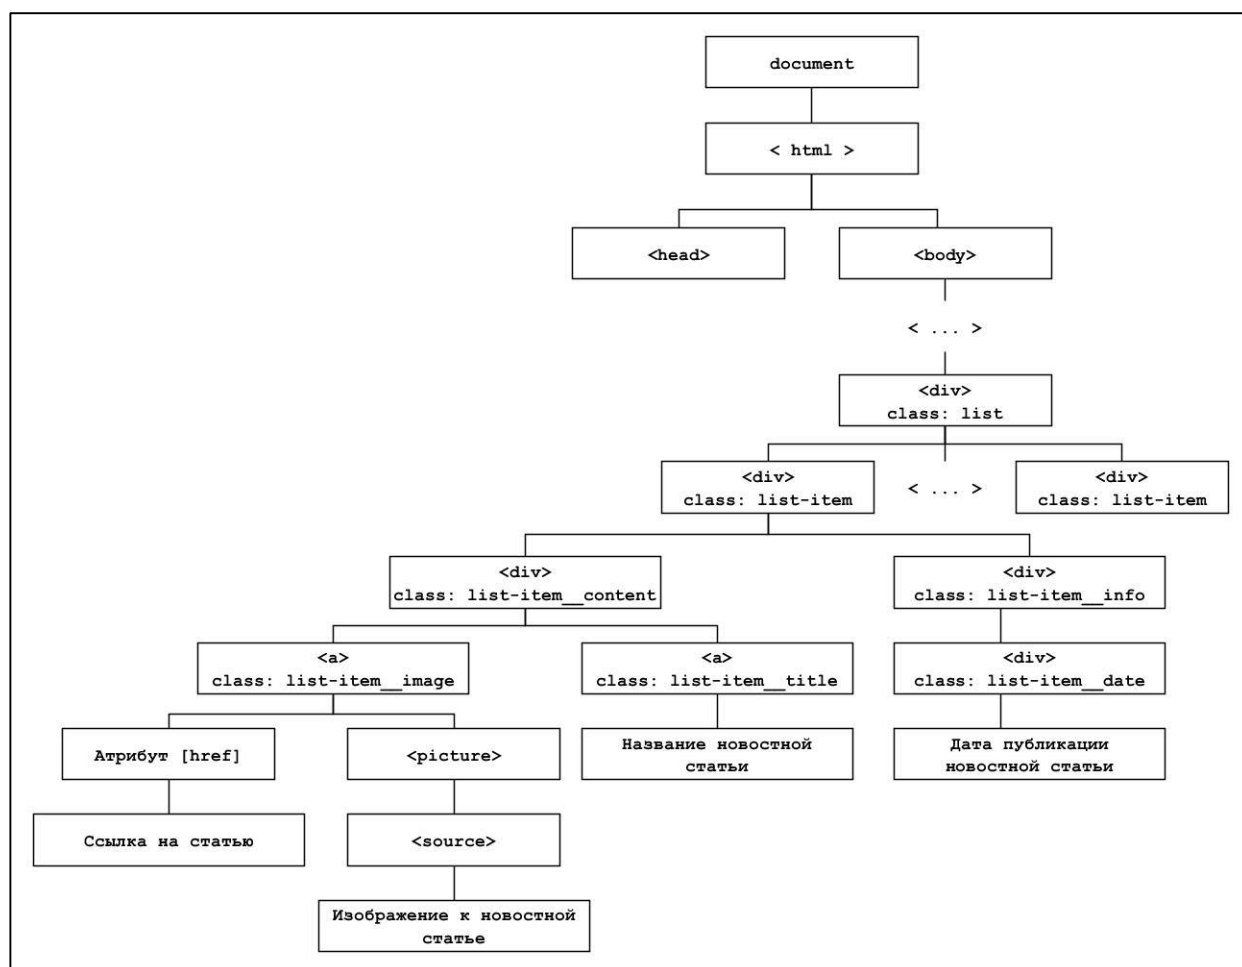 document
< html >
<head>
<body>
< ... >
<div>
class: list
<div>
class: list-item
< ... >
<div>
class: list-item
<div>
class: list-item__content
<div>
class: list-item__info
<a>
class: list-item__image
<a>
class: list-item__title
<div>
class: list-item__date
Атрибут [href]
<picture>
Название новостной
статьи
Дата публикации
новостной статьи
Ссылка на статью
<source>
Изображение к новостной
статье